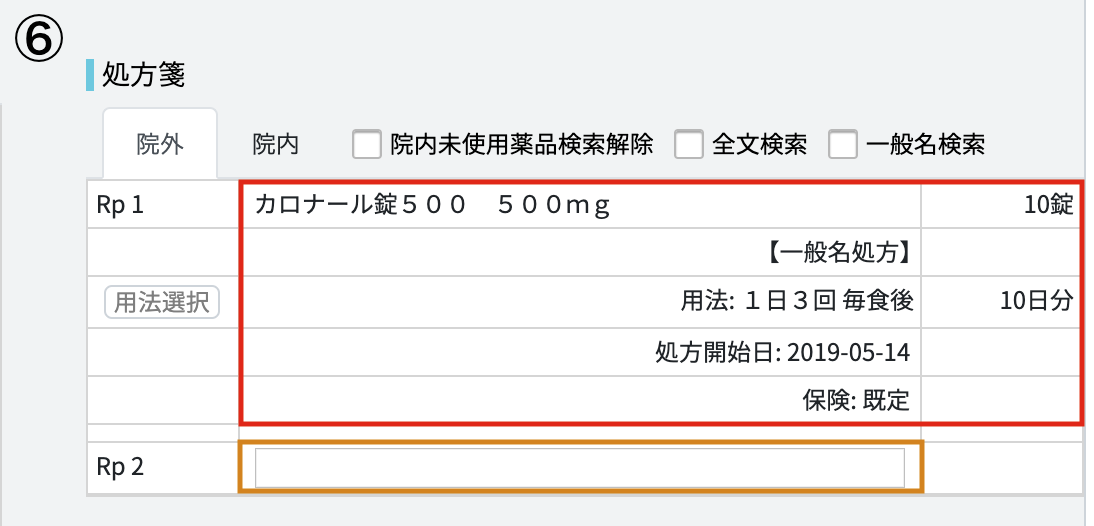 ⑥
処方箋
院外 院内 院内未使用薬品検索解除 全文検索 一般名検索
Rp 1 カロナール錠５００　５００ｍｇ 10錠
【一般名処方】
用法選択 用法: １日３回 毎食後 10日分
処方開始日: 2019-05-14
保険: 既定
Rp 2